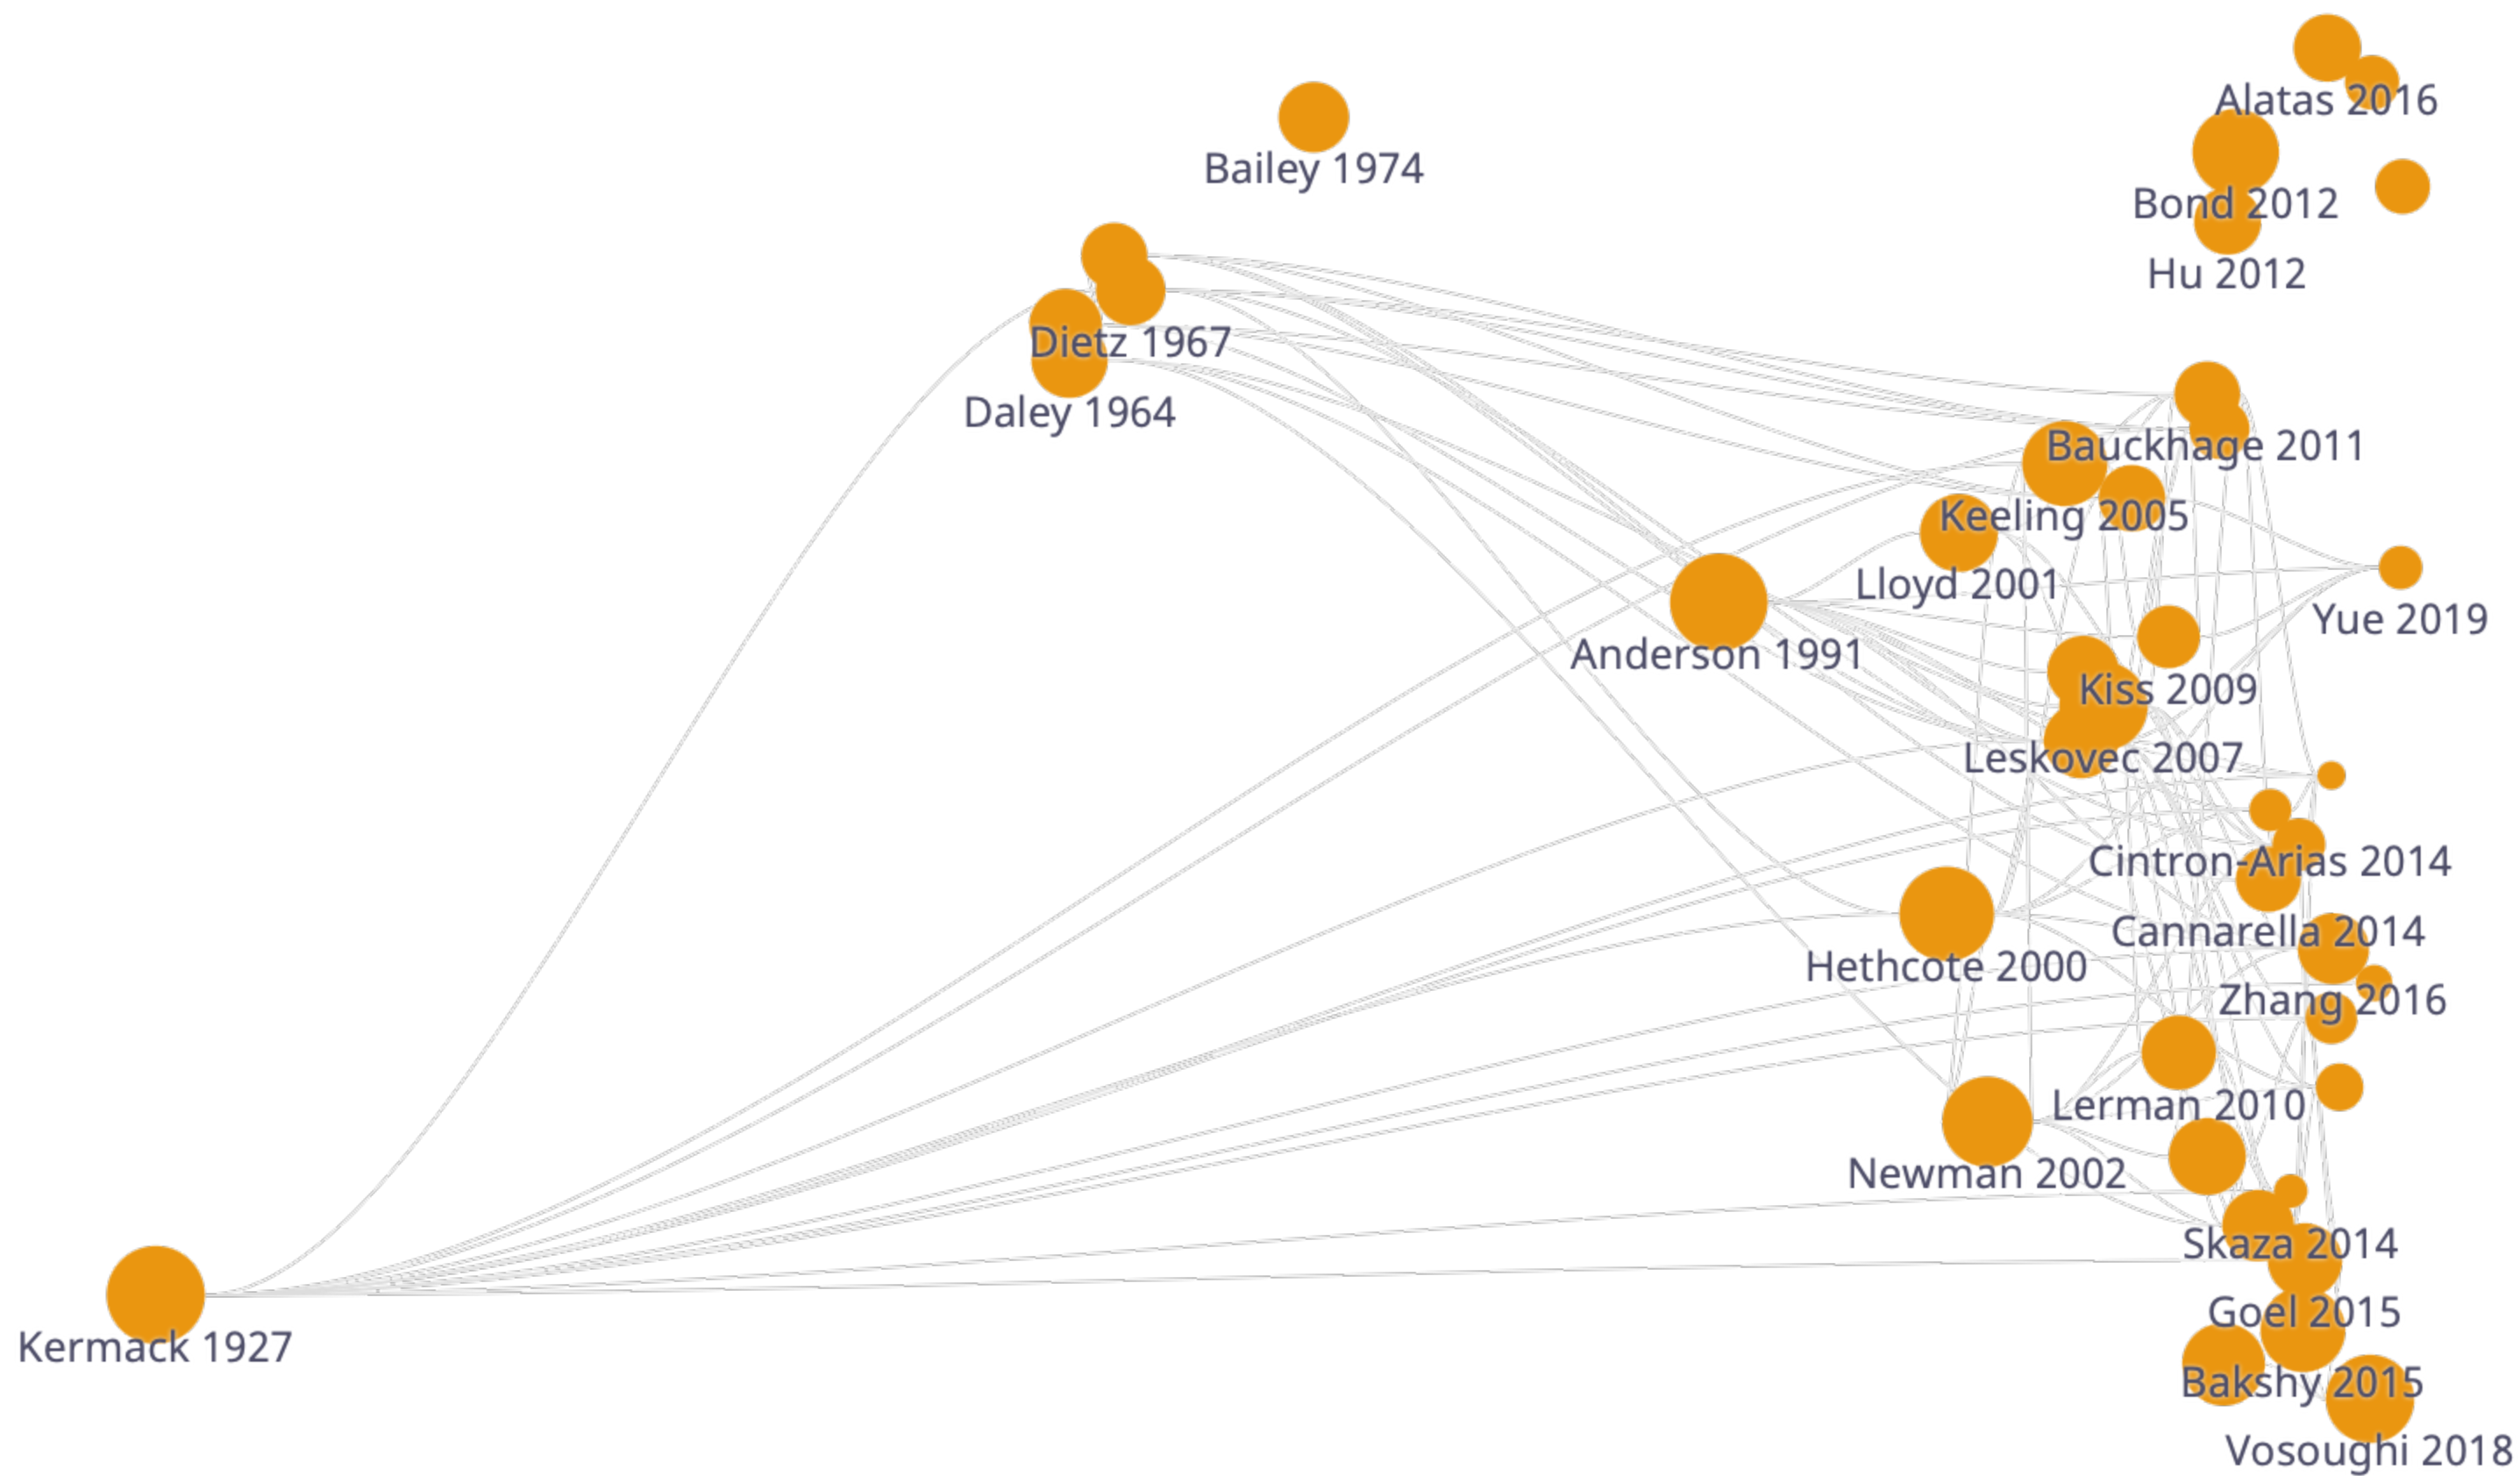 Alatas 2016
Bailey 1974
Bond 2012
Hu 2012
Dietz 1967
Daley 1964
Bauckhage 2011
Keeling 2005
Lloyd 2001
Yue 2019
Anderson 1991
Kiss 2009
Leskovec 2007
Cintron-Arias 2014
Cannarella 2014
Hethcote 2000
Zhang 2016
Lerman 2010
Newman 2002
Skaza 2014
Goel 2015
Kermack 1927
Bakshy 2015
Vosoughi 2018